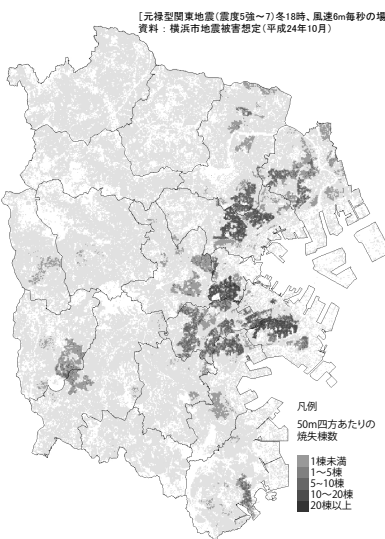 [元禄型関東地震(震度5強～7)冬18時、風速6m毎秒の場
資料：横浜市地震被害想定(平成24年10月)
凡例
50m四方あたりの
焼失棟数
1棟未満
1～5棟
5～10棟
10～20棟
20棟以上